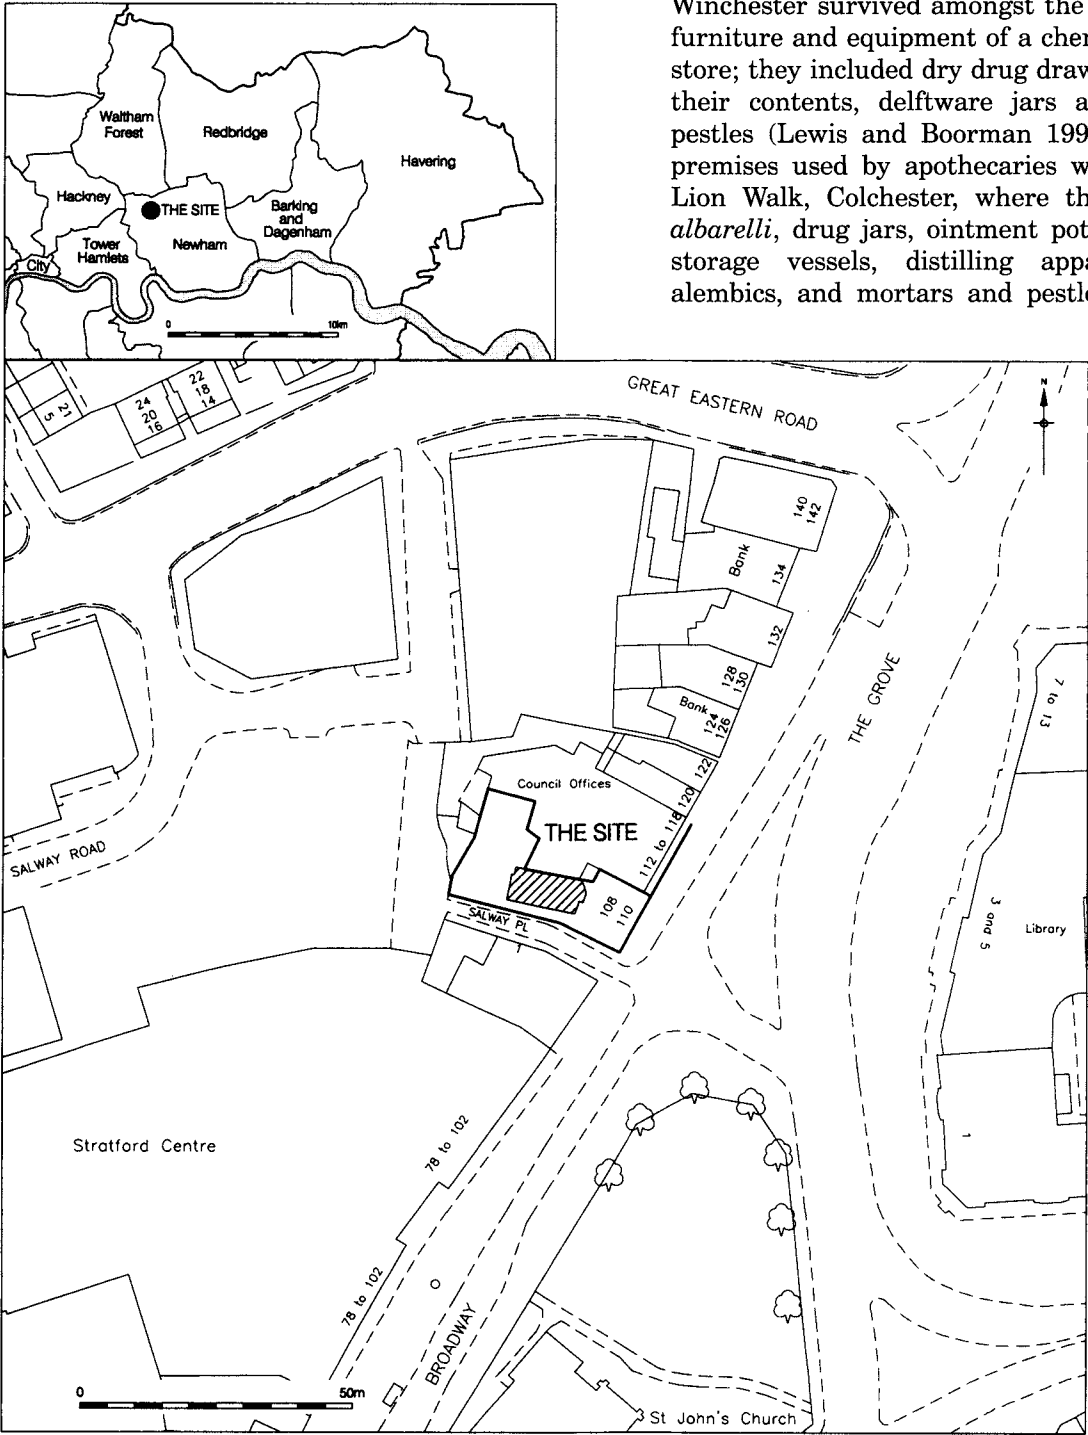 Winchester survived amongst the
furniture and equipment of a cher
store; they included dry drug draw
their contents, delftware jars a
pestles (Lewis and Boorman 199
premises used by apothecaries w
Lion Walk, Colchester, where th
albarelli, drug jars, ointment pot
storage vessels, distilling appa
alembics, and mortars and pestle
Waltham
Forest
Redbridge
Havering
Hackney
THE SITE
Barking
and
Dagenham
Tower
Hamlets
Newham
City
0 10km
22
18
14
24
20
16
21
5
GREAT EASTERN ROAD
N
140
142
Bank
134
132
128
130
Bank
124
126
THE GROVE
7 to 13
122
120
Council Offices
THE SITE
112 to 118
SALWAY ROAD
108
110
SALWAY PL
3 and 5
Library
Stratford Centre
78 to 102
1
78 to 102
BROADWAY
0 50m
St John's Church